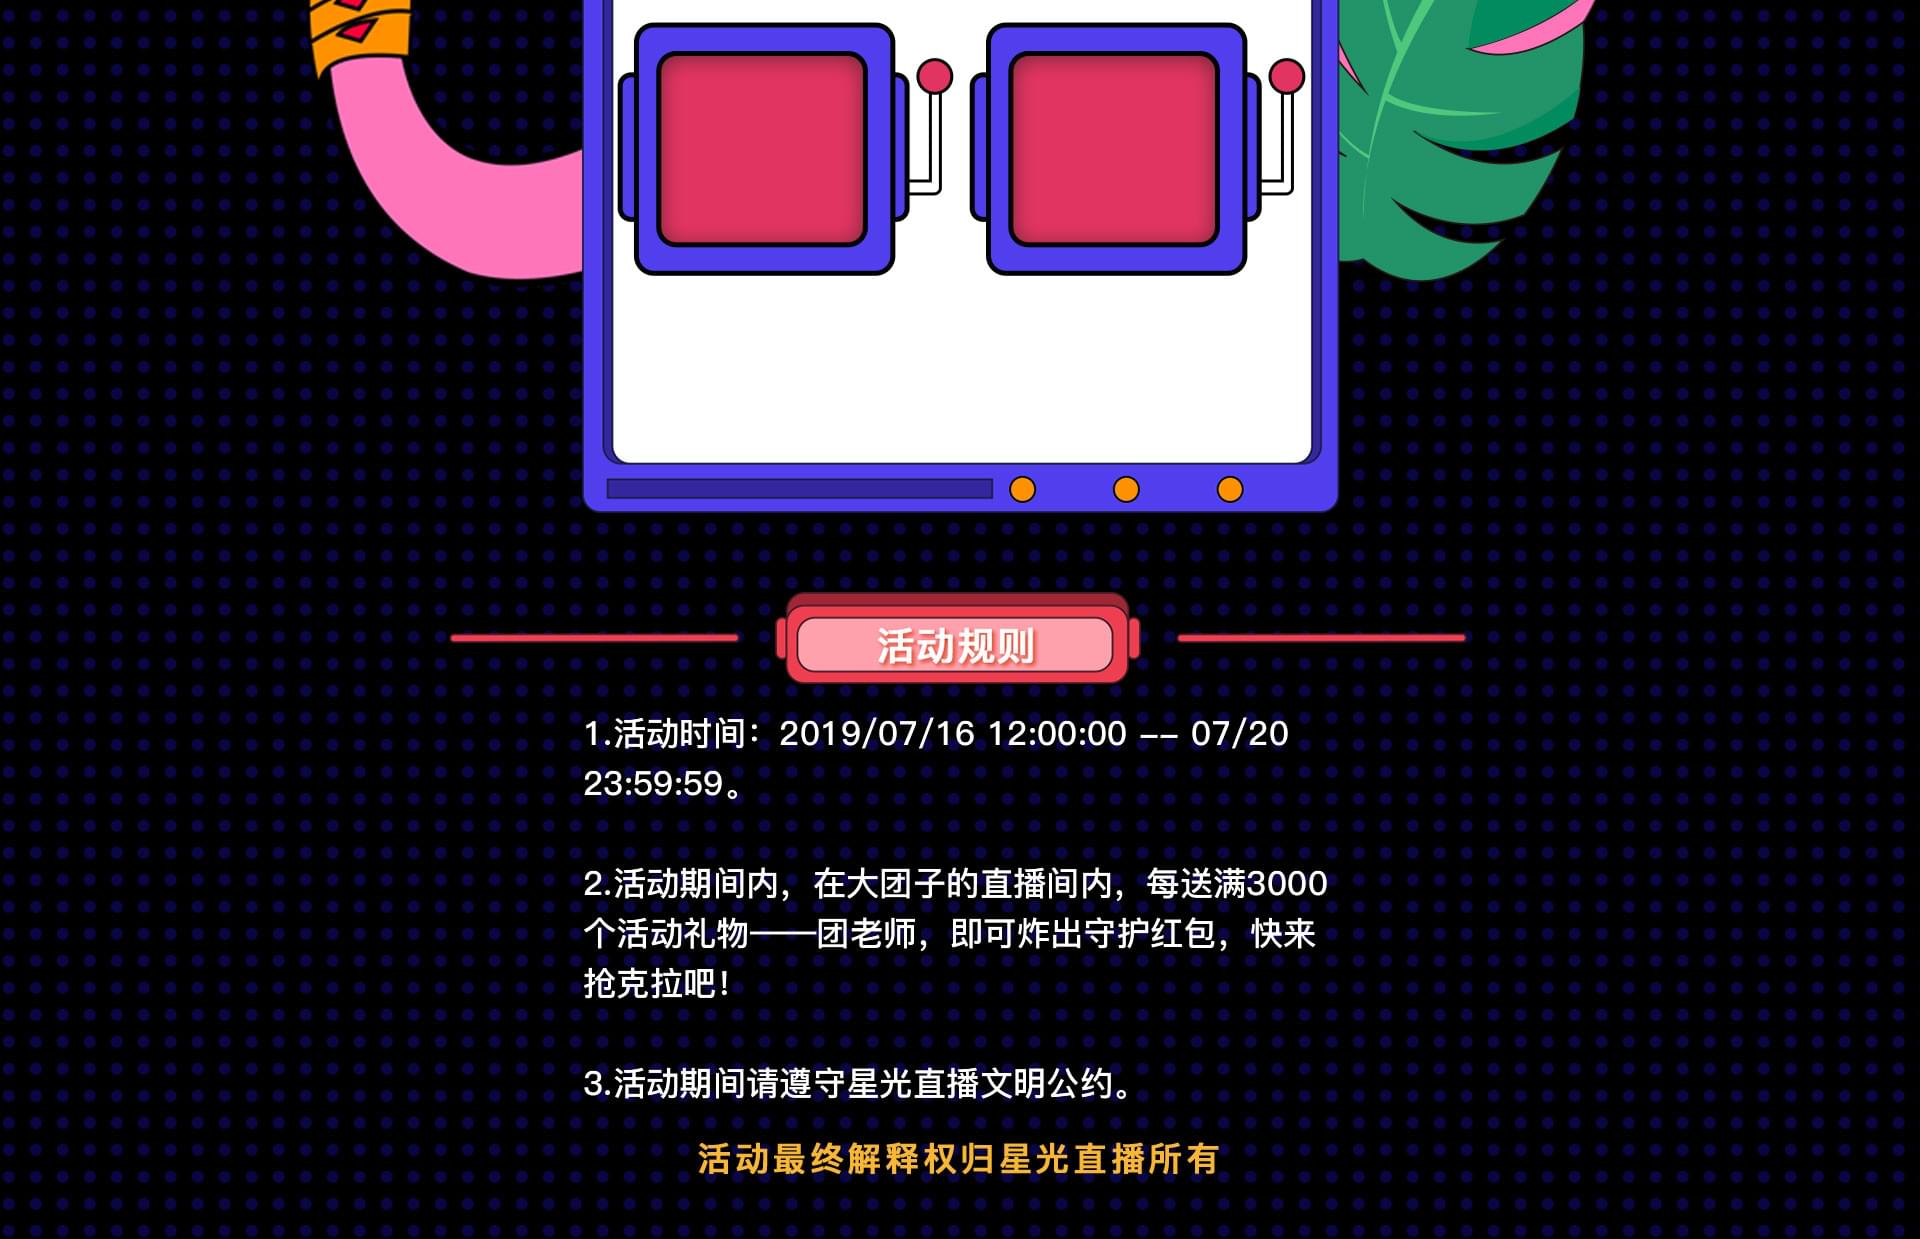 活动规则
1.活动时间：2019/07/16 12:00:00 -- 07/20
23:59:59。
2.活动期间内，在大团子的直播间内，每送满3000
个活动礼物——团老师，即可炸出守护红包，快来
抢克拉吧！
3.活动期间请遵守星光直播文明公约。
活动最终解释权归星光直播所有